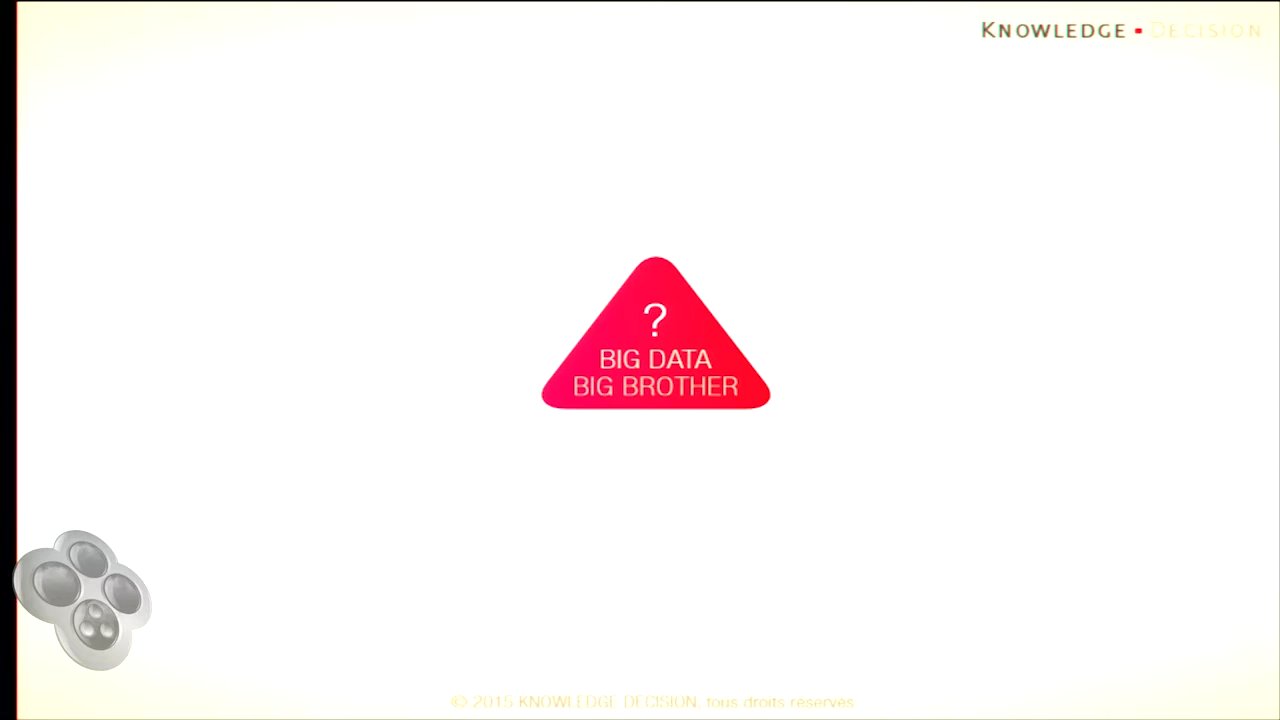 KNOWLEDGE ▪ DECISION
?
BIG DATA
BIG BROTHER
© 2015 KNOWLEDGE DECISION, tous droits réservés